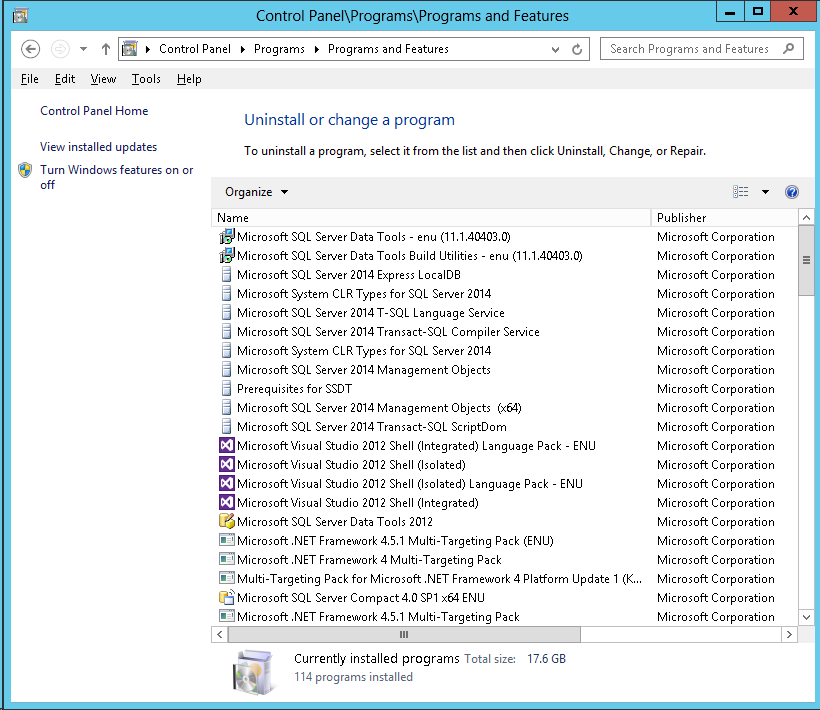 Control Panel\Programs\Programs and Features
Control Panel Programs Programs and Features
Search Programs and Features
File Edit View Tools Help
Control Panel Home
View installed updates
Turn Windows features on or
off
Uninstall or change a program
To uninstall a program, select it from the list and then click Uninstall, Change, or Repair.
Organize
Name Publisher
Microsoft SQL Server Data Tools - enu (11.1.40403.0) Microsoft Corporation
Microsoft SQL Server Data Tools Build Utilities - enu (11.1.40403.0) Microsoft Corporation
Microsoft SQL Server 2014 Express LocalDB Microsoft Corporation
Microsoft System CLR Types for SQL Server 2014 Microsoft Corporation
Microsoft SQL Server 2014 T-SQL Language Service Microsoft Corporation
Microsoft SQL Server 2014 Transact-SQL Compiler Service Microsoft Corporation
Microsoft System CLR Types for SQL Server 2014 Microsoft Corporation
Microsoft SQL Server 2014 Management Objects Microsoft Corporation
Prerequisites for SSDT Microsoft Corporation
Microsoft SQL Server 2014 Management Objects (x64) Microsoft Corporation
Microsoft SQL Server 2014 Transact-SQL ScriptDom Microsoft Corporation
Microsoft Visual Studio 2012 Shell (Integrated) Language Pack - ENU Microsoft Corporation
Microsoft Visual Studio 2012 Shell (Isolated) Microsoft Corporation
Microsoft Visual Studio 2012 Shell (Isolated) Language Pack - ENU Microsoft Corporation
Microsoft Visual Studio 2012 Shell (Integrated) Microsoft Corporation
Microsoft SQL Server Data Tools 2012 Microsoft Corporation
Microsoft .NET Framework 4.5.1 Multi-Targeting Pack (ENU) Microsoft Corporation
Microsoft .NET Framework 4 Multi-Targeting Pack Microsoft Corporation
Multi-Targeting Pack for Microsoft .NET Framework 4 Platform Update 1 (K... Microsoft Corporation
Microsoft SQL Server Compact 4.0 SP1 x64 ENU Microsoft Corporation
Microsoft .NET Framework 4.5.1 Multi-Targeting Pack Microsoft Corporation
Currently installed programs Total size: 17.6 GB
114 programs installed